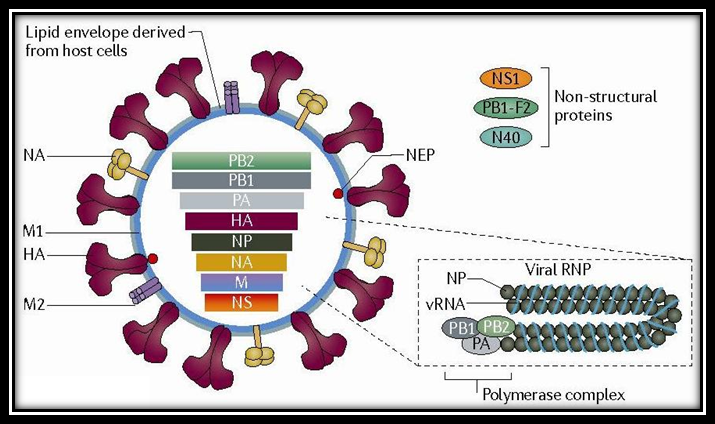 Lipid envelope derived
from host cells
NS1
PB1-F2
N40
Non-structural
proteins
NA
NEP
PB2
PB1
PA
HA
NP
NA
M
NS
M1
HA
M2
Viral RNP
NP
vRNA
PB1
PB2
PA
Polymerase complex